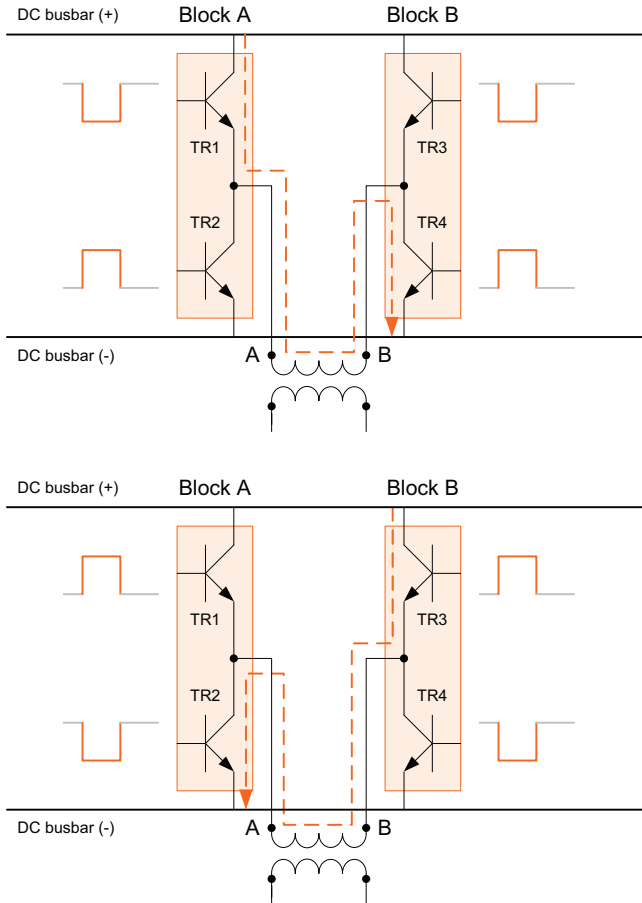 DC busbar (+) Block A Block B
TR1 TR3
TR2 TR4
DC busbar (-) A B
DC busbar (+) Block A Block B
TR1 TR3
TR2 TR4
DC busbar (-) A B